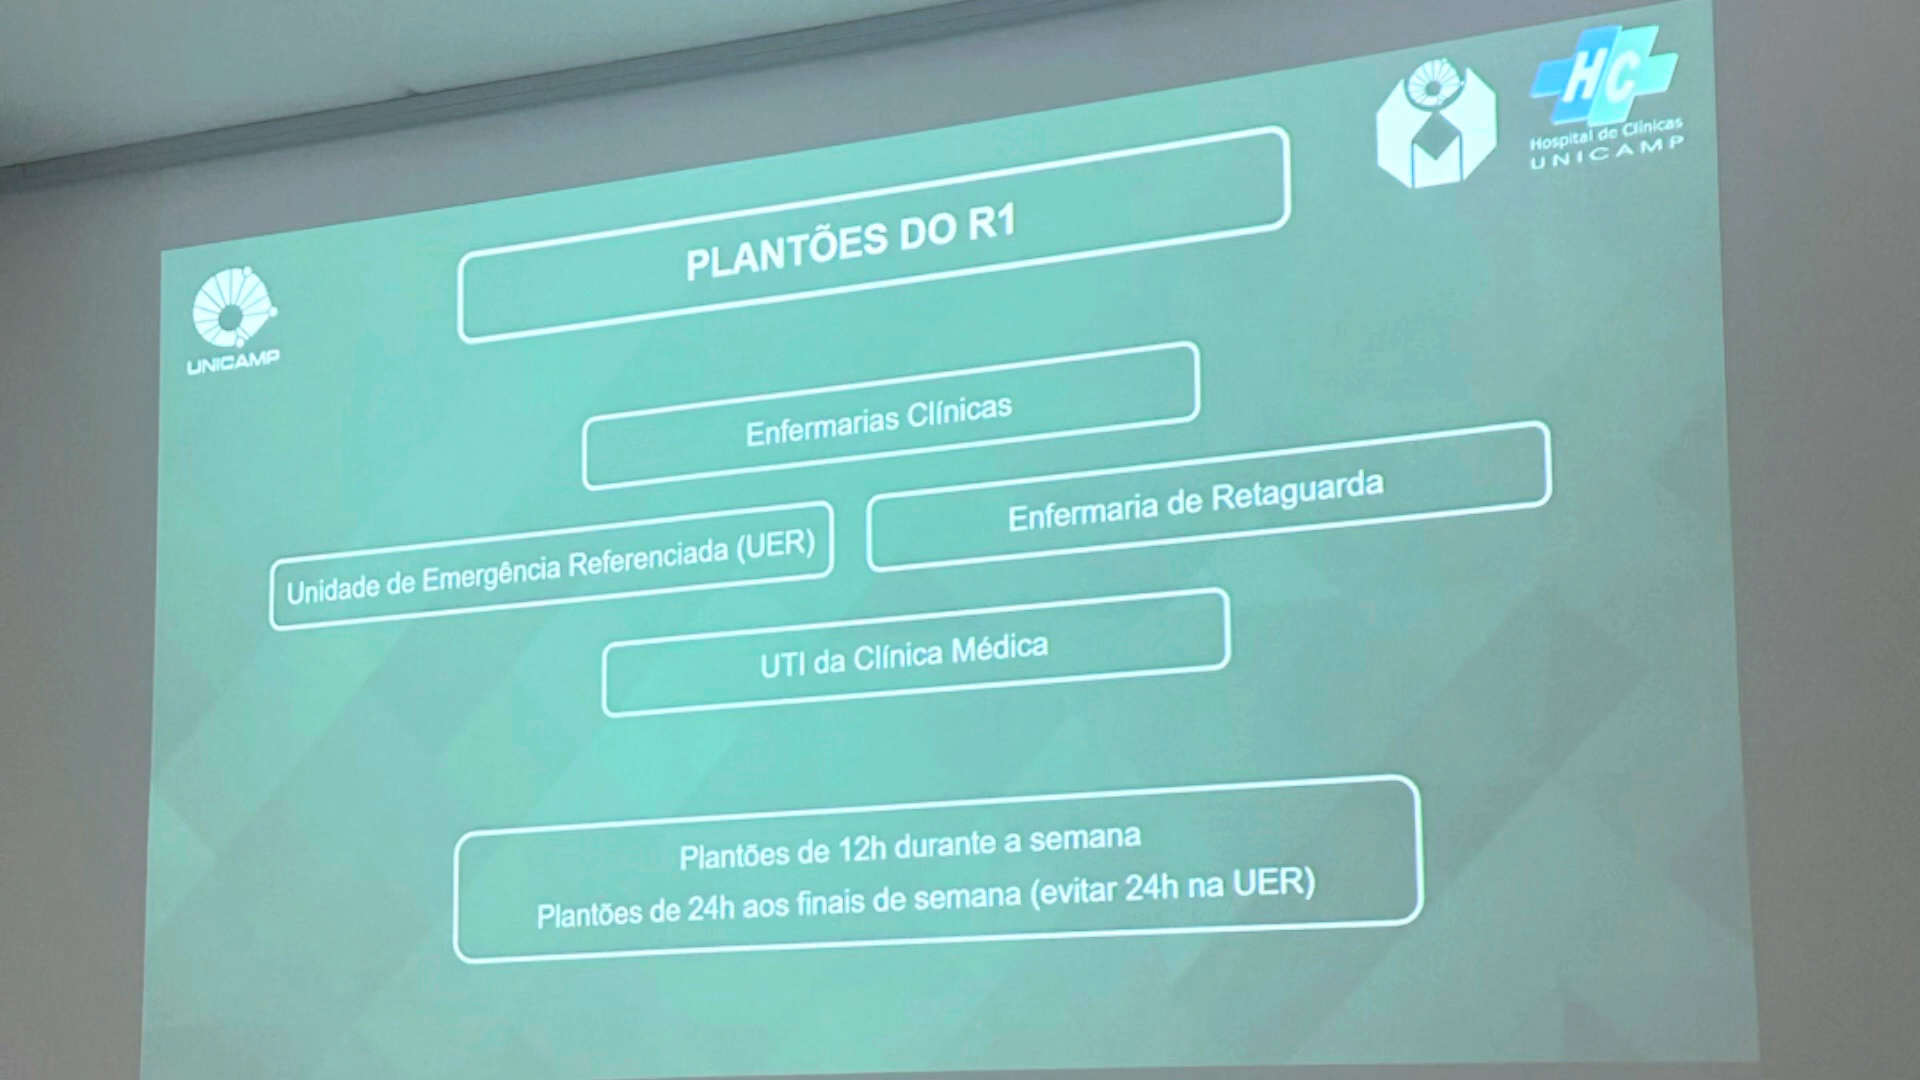 HC
Hospital de Clínicas
UNICAMP
UNICAMP
PLANTÕES DO R1
Enfermarias Clínicas
Unidade de Emergência Referenciada (UER)
Enfermaria de Retaguarda
UTI da Clínica Médica
Plantões de 12h durante a semana
Plantões de 24h aos finais de semana (evitar 24h na UER)